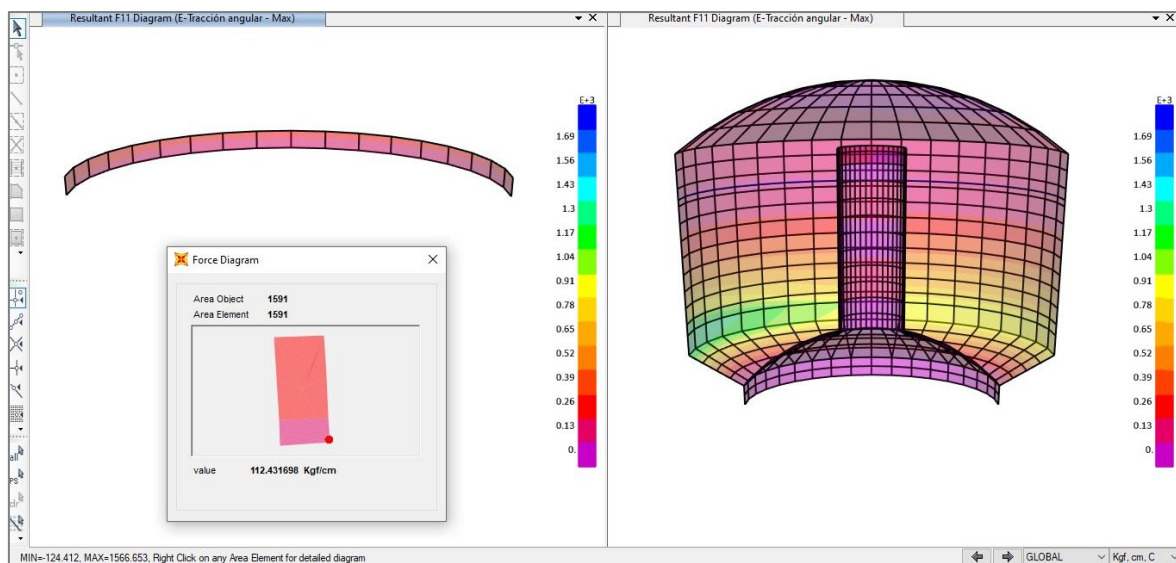 Resultant F11 Diagram (E-Tracción angular - Max)
Resultant F11 Diagram (E-Tracción angular - Max)
E+3
1.69
1.56
1.43
1.3
1.17
1.04
0.91
0.78
0.65
0.52
0.39
0.26
0.13
0.
Force Diagram
Area Object 1591
Area Element 1591
value 112.431698 Kgf/cm
E+3
1.69
1.56
1.43
1.3
1.17
1.04
0.91
0.78
0.65
0.52
0.39
0.26
0.13
0.
all
PS
clr
MIN=-124.412, MAX=1566.653, Right Click on any Area Element for detailed diagram
GLOBAL
Kgf, cm, C